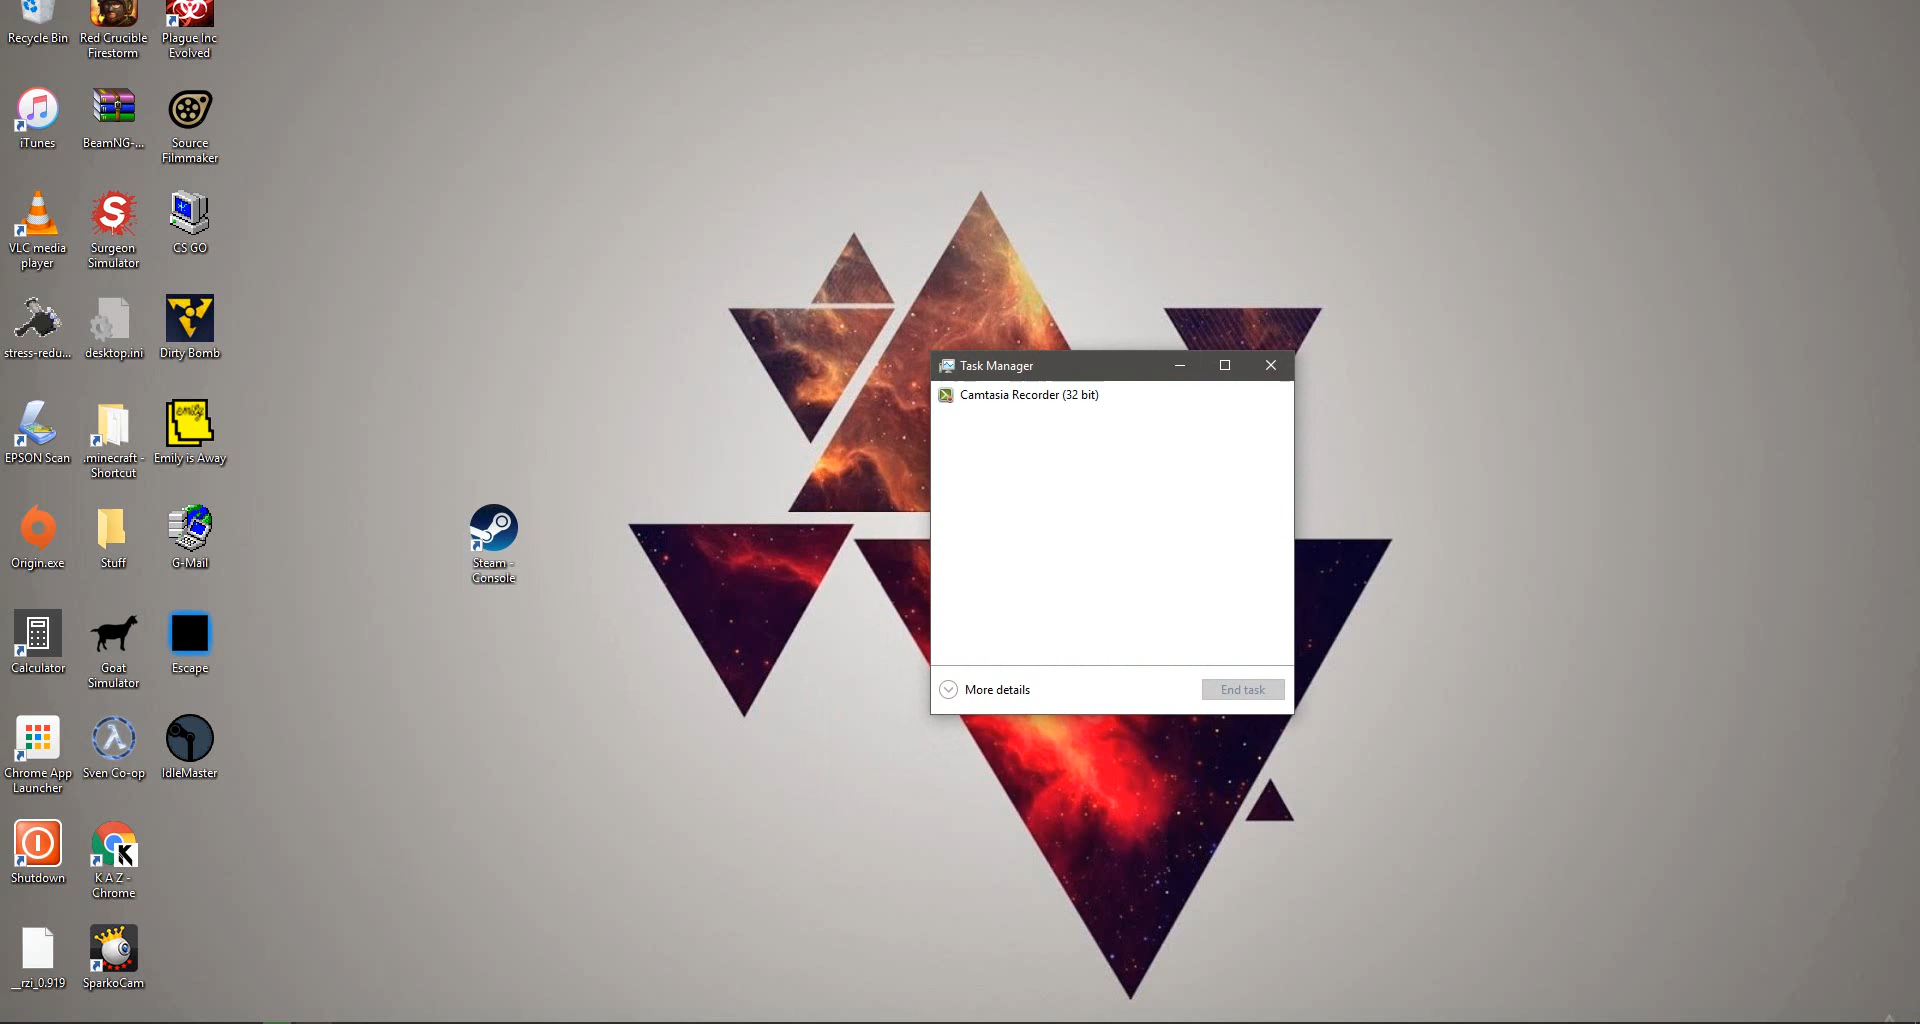 Recycle Bin
Red Crucible
Firestorm
Plague Inc
Evolved
iTunes
BeamNG-...
Source
Filmmaker
VLC media
player
Surgeon
Simulator
CS GO
stress-redu...
desktop.ini
Dirty Bomb
EPSON Scan
.minecraft -
Shortcut
emily
Emily is Away
Origin.exe
Stuff
G-Mail
Calculator
Goat
Simulator
Escape
Chrome App
Launcher
Sven Co-op
IdleMaster
Shutdown
K
K A Z -
Chrome
__rzi_0.919
SparkoCam
Steam -
Console
Task Manager
Camtasia Recorder (32 bit)
More details
End task